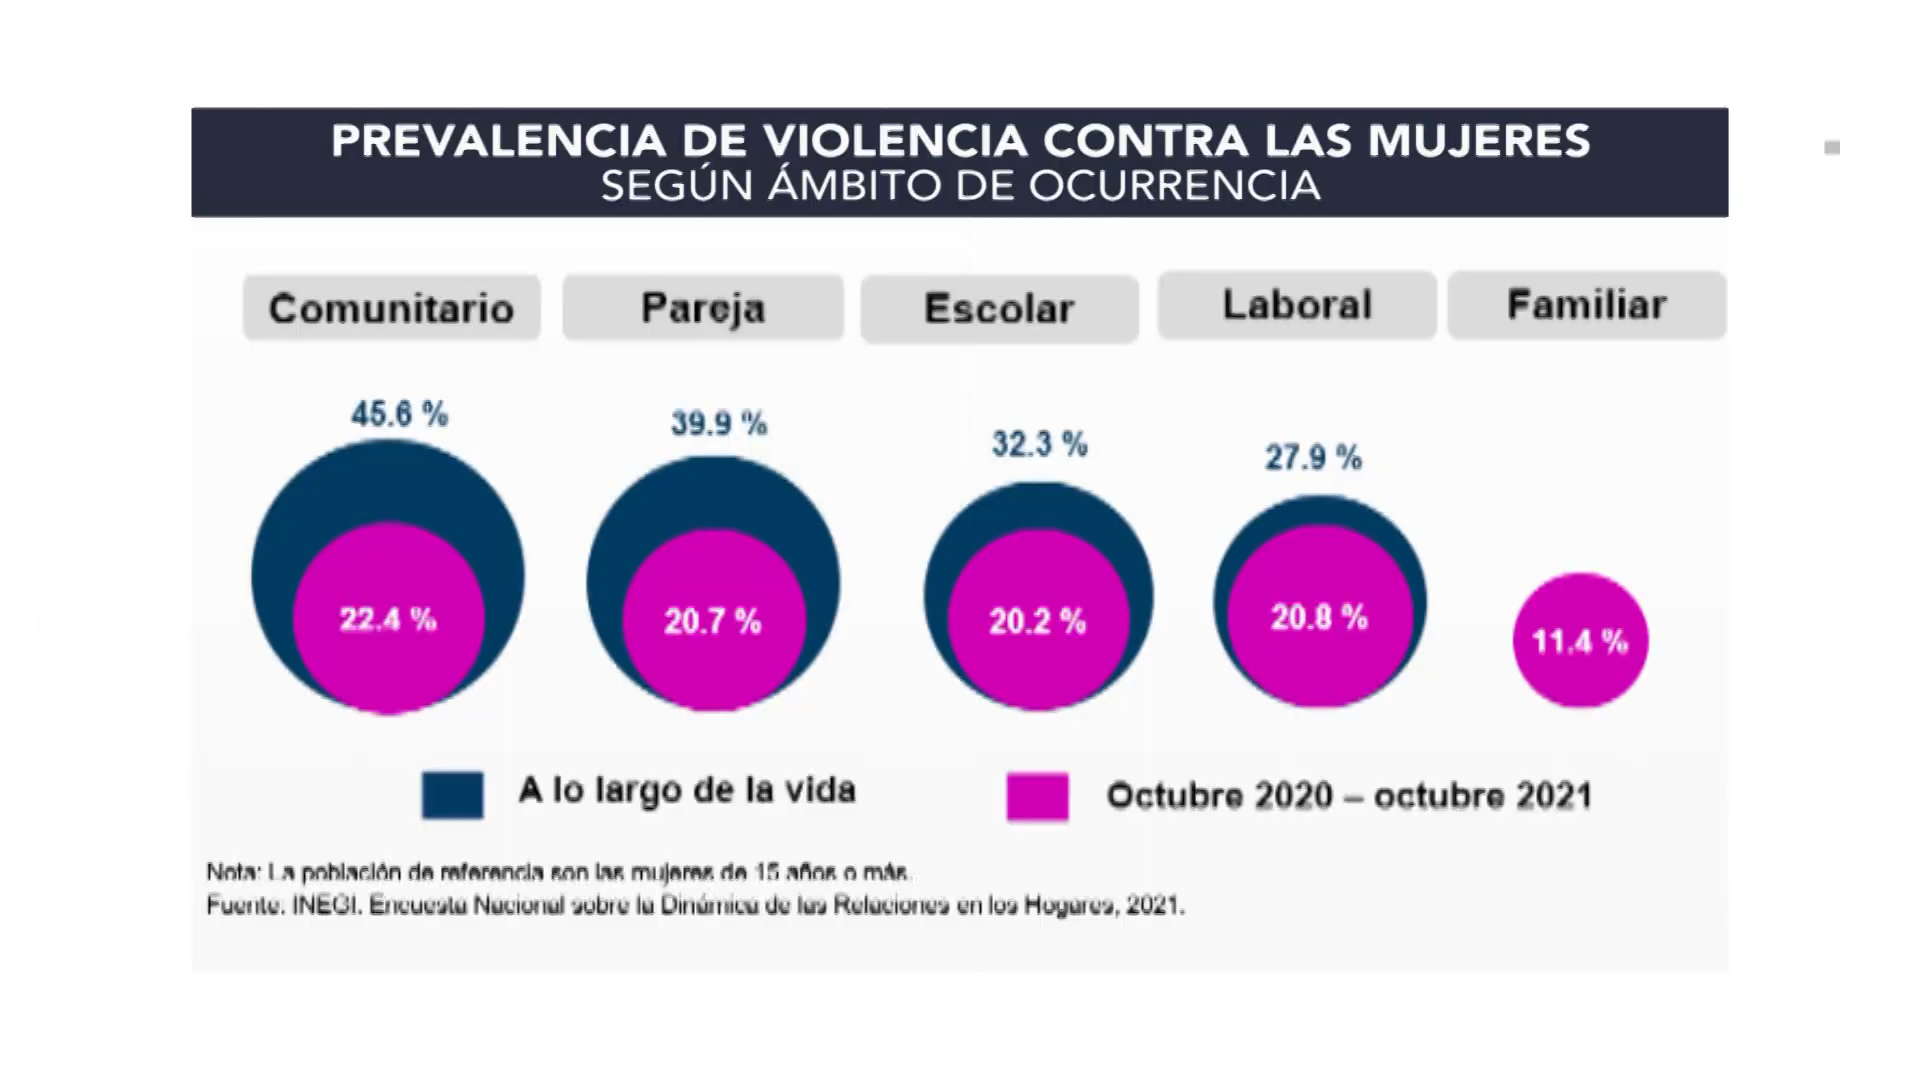 PREVALENCIA DE VIOLENCIA CONTRA LAS MUJERES
SEGÚN ÁMBITO DE OCURRENCIA
Comunitario Pareja Escolar Laboral Familiar
45.6 % 39.9 % 32.3 % 27.9 %
22.4 % 20.7 % 20.2 % 20.8 % 11.4 %
A lo largo de la vida Octubre 2020 – octubre 2021
Nota: La población de referencia son las mujeres de 15 años o más.
Fuente: INEGI. Encuesta Nacional sobre la Dinámica de las Relaciones en los Hogares, 2021.